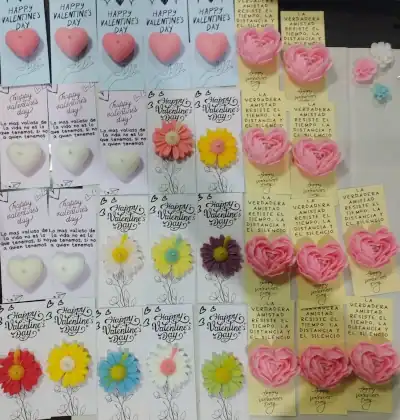 HAPPY
VALENTINE'S
DAY
HAPPY
VALENTINE'S
DAY
HAPPY
VALENTINE'S
DAY
HAPPY
VALENTINE'S
DAY
HAPPY
VALENTINE'S
DAY
VERDADERA
AMISTAD
RESISTE EL
TIEMPO, LA
DISTANCIA Y
EL SILENCIO
LA
VERDADERA
AMISTAD
RESISTE EL
TIEMPO, LA
DISTANCIA Y
EL SILENCIO
happy
valentine's
day!
Lo mas valioso de
la vida no es lo
que tenemos, si no
a quien tenemos.
happy
valentine's
day!
Lo mas valioso de
la vida no es lo
que tenemos, si no
a quien tenemos.
happy
valentine's
day!
Lo mas valioso de
la vida no es lo
que tenemos, si no
a quien tenemos.
Happy
Valentine's
Day
Happy
Valentine's
Day
VERDADERA
AMISTAD
RESISTE EL
TIEMPO, LA
DISTANCIA Y
EL SILENCIO
LA
VERDADERA
AMISTAD
RESISTE EL
TIEMPO, LA
DISTANCIA Y
EL SILENCIO
happy
valentine's
day!
Lo mas valioso de
la vida no es lo
que tenemos, si no
a quien tenemos.
happy
valentine's
day!
Lo mas valioso de
la vida no es lo
que tenemos, si no
a quien tenemos.
Happy
Valentine's
Day
Happy
Valentine's
Day
Happy
Valentine's
Day
LA
VERDADERA
AMISTAD
RESISTE EL
TIEMPO, LA
DISTANCIA Y
EL SILENCIO
LA
VERDADERA
AMISTAD
RESISTE EL
TIEMPO, LA
DISTANCIA Y
EL SILENCIO
LA
VERDADERA
AMISTAD
RESISTE EL
TIEMPO, LA
DISTANCIA Y
EL SILENCIO
Happy
Valentine's
Day
Happy
Valentine's
Day
Happy
Valentine's
Day
Happy
Valentine's
Day
Happy
Valentine's
Day
LA
VERDADERA
AMISTAD
RESISTE EL
TIEMPO, LA
DISTANCIA Y
EL SILENCIO
LA
VERDADERA
AMISTAD
RESISTE EL
TIEMPO, LA
DISTANCIA Y
EL SILENCIO
LA
VERDADERA
AMISTAD
RESISTE EL
TIEMPO, LA
DISTANCIA Y
EL SILENCIO